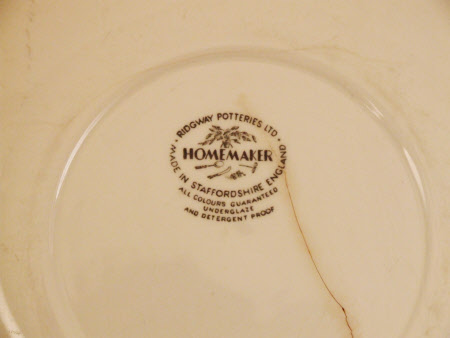 RIDGWAY POTTERIES LTD
HOMEMAKER
MADE IN STAFFORDSHIRE ENGLAND
ALL COLOURS GUARANTEED
UNDERGLAZE
AND DETERGENT PROOF